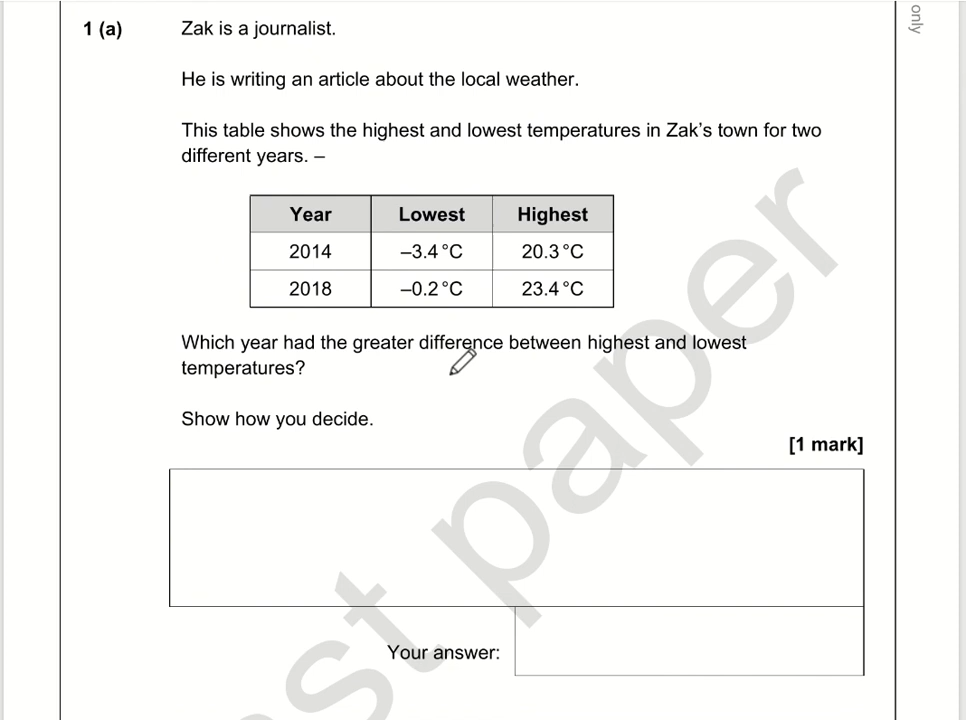 only
1 (a) Zak is a journalist.
He is writing an article about the local weather.
This table shows the highest and lowest temperatures in Zak's town for two
different years. –
Year Lowest Highest
2014 –3.4 °C 20.3 °C
2018 –0.2 °C 23.4 °C
Which year had the greater difference between highest and lowest
temperatures?
Show how you decide.
[1 mark]
Your answer:
st paper